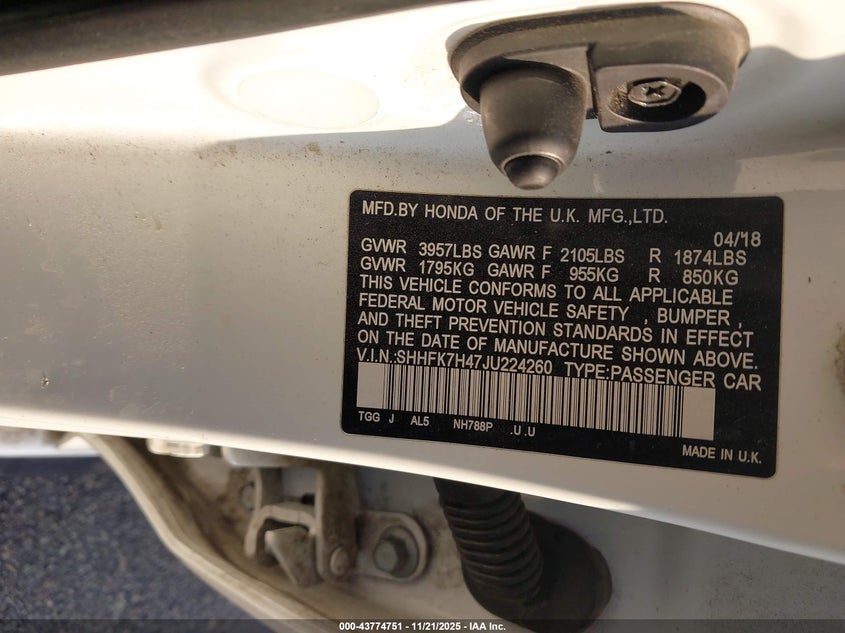 MFD.BY HONDA OF THE U.K. MFG.,LTD.
04/18
GVWR 3957LBS GAWR F 2105LBS R 1874LBS
GVWR 1795KG GAWR F 955KG R 850KG
THIS VEHICLE CONFORMS TO ALL APPLICABLE
FEDERAL MOTOR VEHICLE SAFETY , BUMPER ,
AND THEFT PREVENTION STANDARDS IN EFFECT
ON THE DATE OF MANUFACTURE SHOWN ABOVE.
V.I.N.:SHHFK7H47JU224260 TYPE:PASSENGER CAR
TGG J AL5 NH788P .U .U
MADE IN U.K.
000-43774751 - 11/21/2025 - IAA Inc.